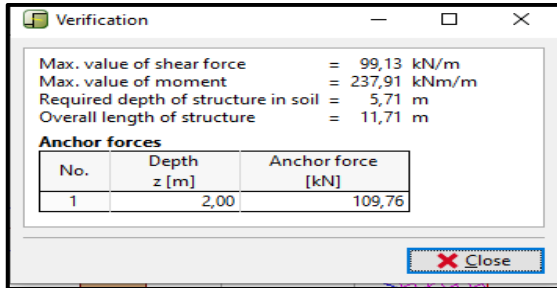 Verification
Max. value of shear force = 99,13 kN/m
Max. value of moment = 237,91 kNm/m
Required depth of structure in soil = 5,71 m
Overall length of structure = 11,71 m
Anchor forces
No. Depth z [m] Anchor force [kN]
1 2,00 109,76
Close